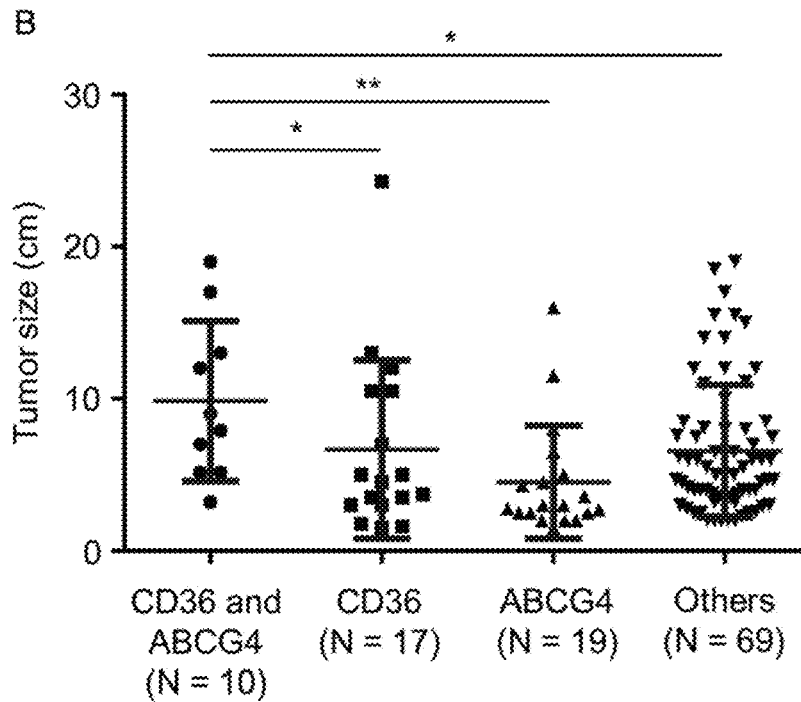 B
*
**
*
30
20
10
0
Tumor size (cm)
CD36 and
ABCG4
(N = 10)
CD36
(N = 17)
ABCG4
(N = 19)
Others
(N = 69)